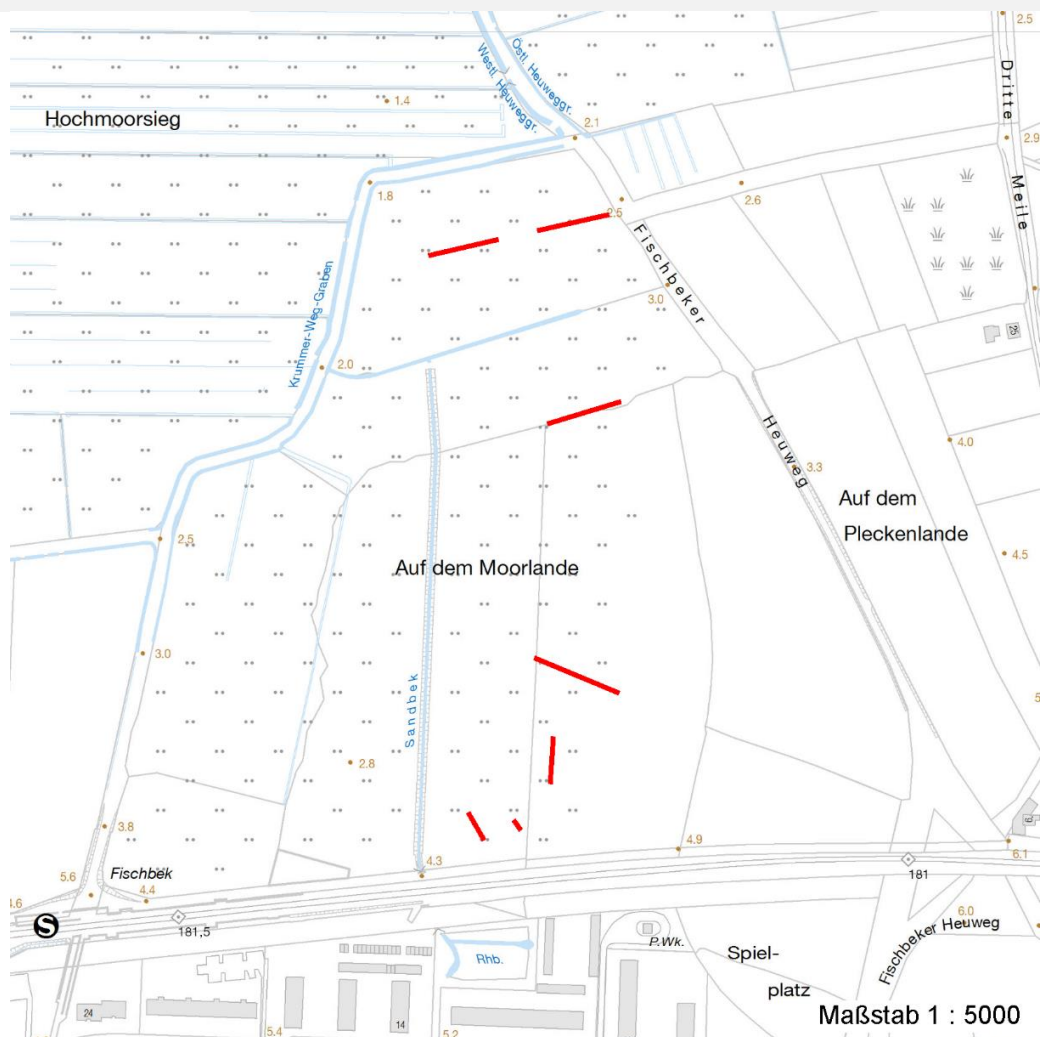 2.5
Dritte
Meile
Östl. Heuweggr.
Westl. Heuweggr.
1.4
Hochmoorsieg
2.1
2.9
1.8
2.6
2.5
Fischbeker
Heuweg
3.0
Krummer-Weg-Graben
25
2.0
4.0
3.3
Auf dem
Pleckenlande
2.5
4.5
Auf dem Moorlande
3.0
Sandbek
2.8
3.8
4.9
9
6.1
4.3
Fischbek
5.6
4.4
181
S
181,5
6.0
Fischbeker Heuweg
P.Wk.
Rhb.
Spiel-
platz
24
14
5.4
5.2
Maßstab 1 : 5000